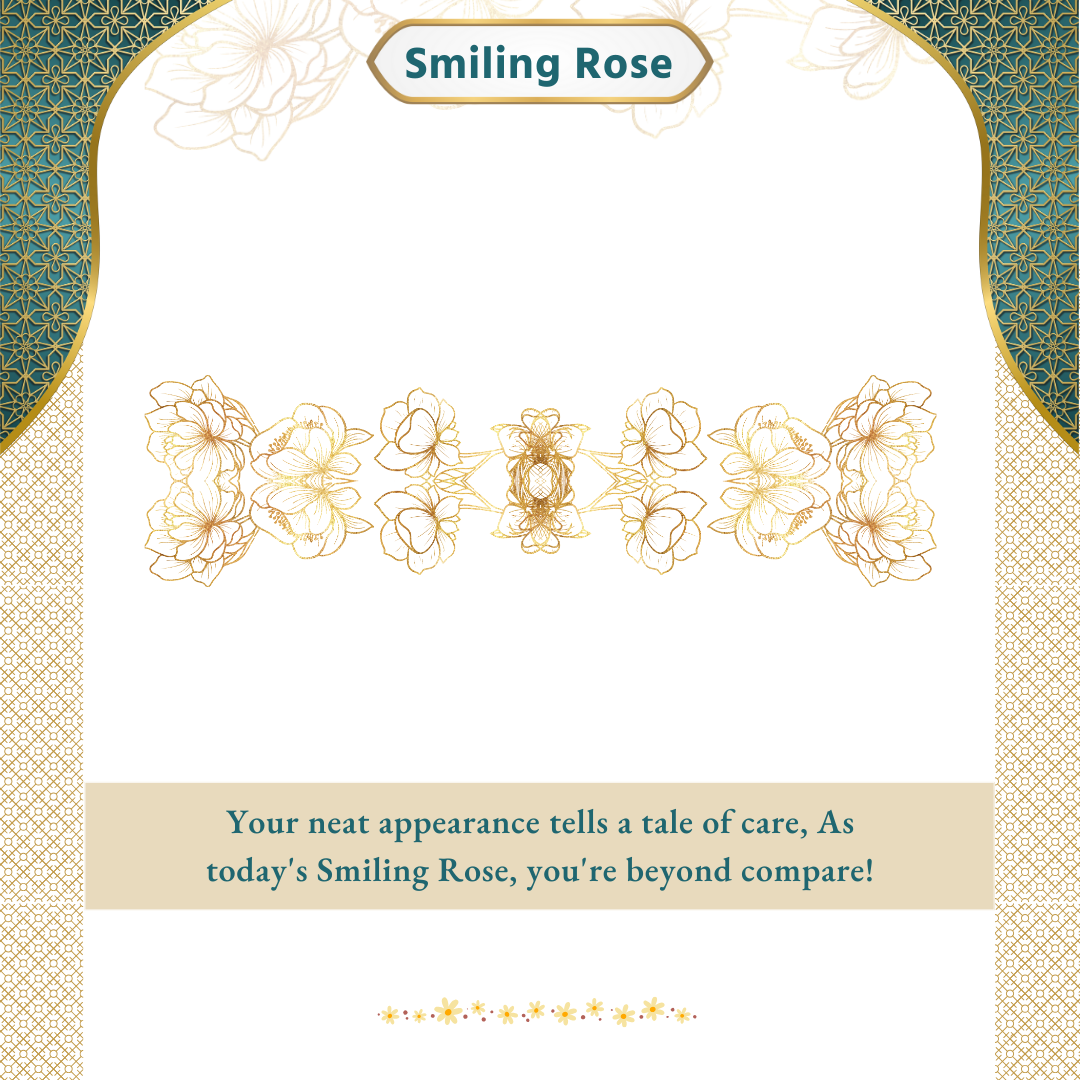 Smiling Rose
Your neat appearance tells a tale of care, As
today's Smiling Rose, you're beyond compare!